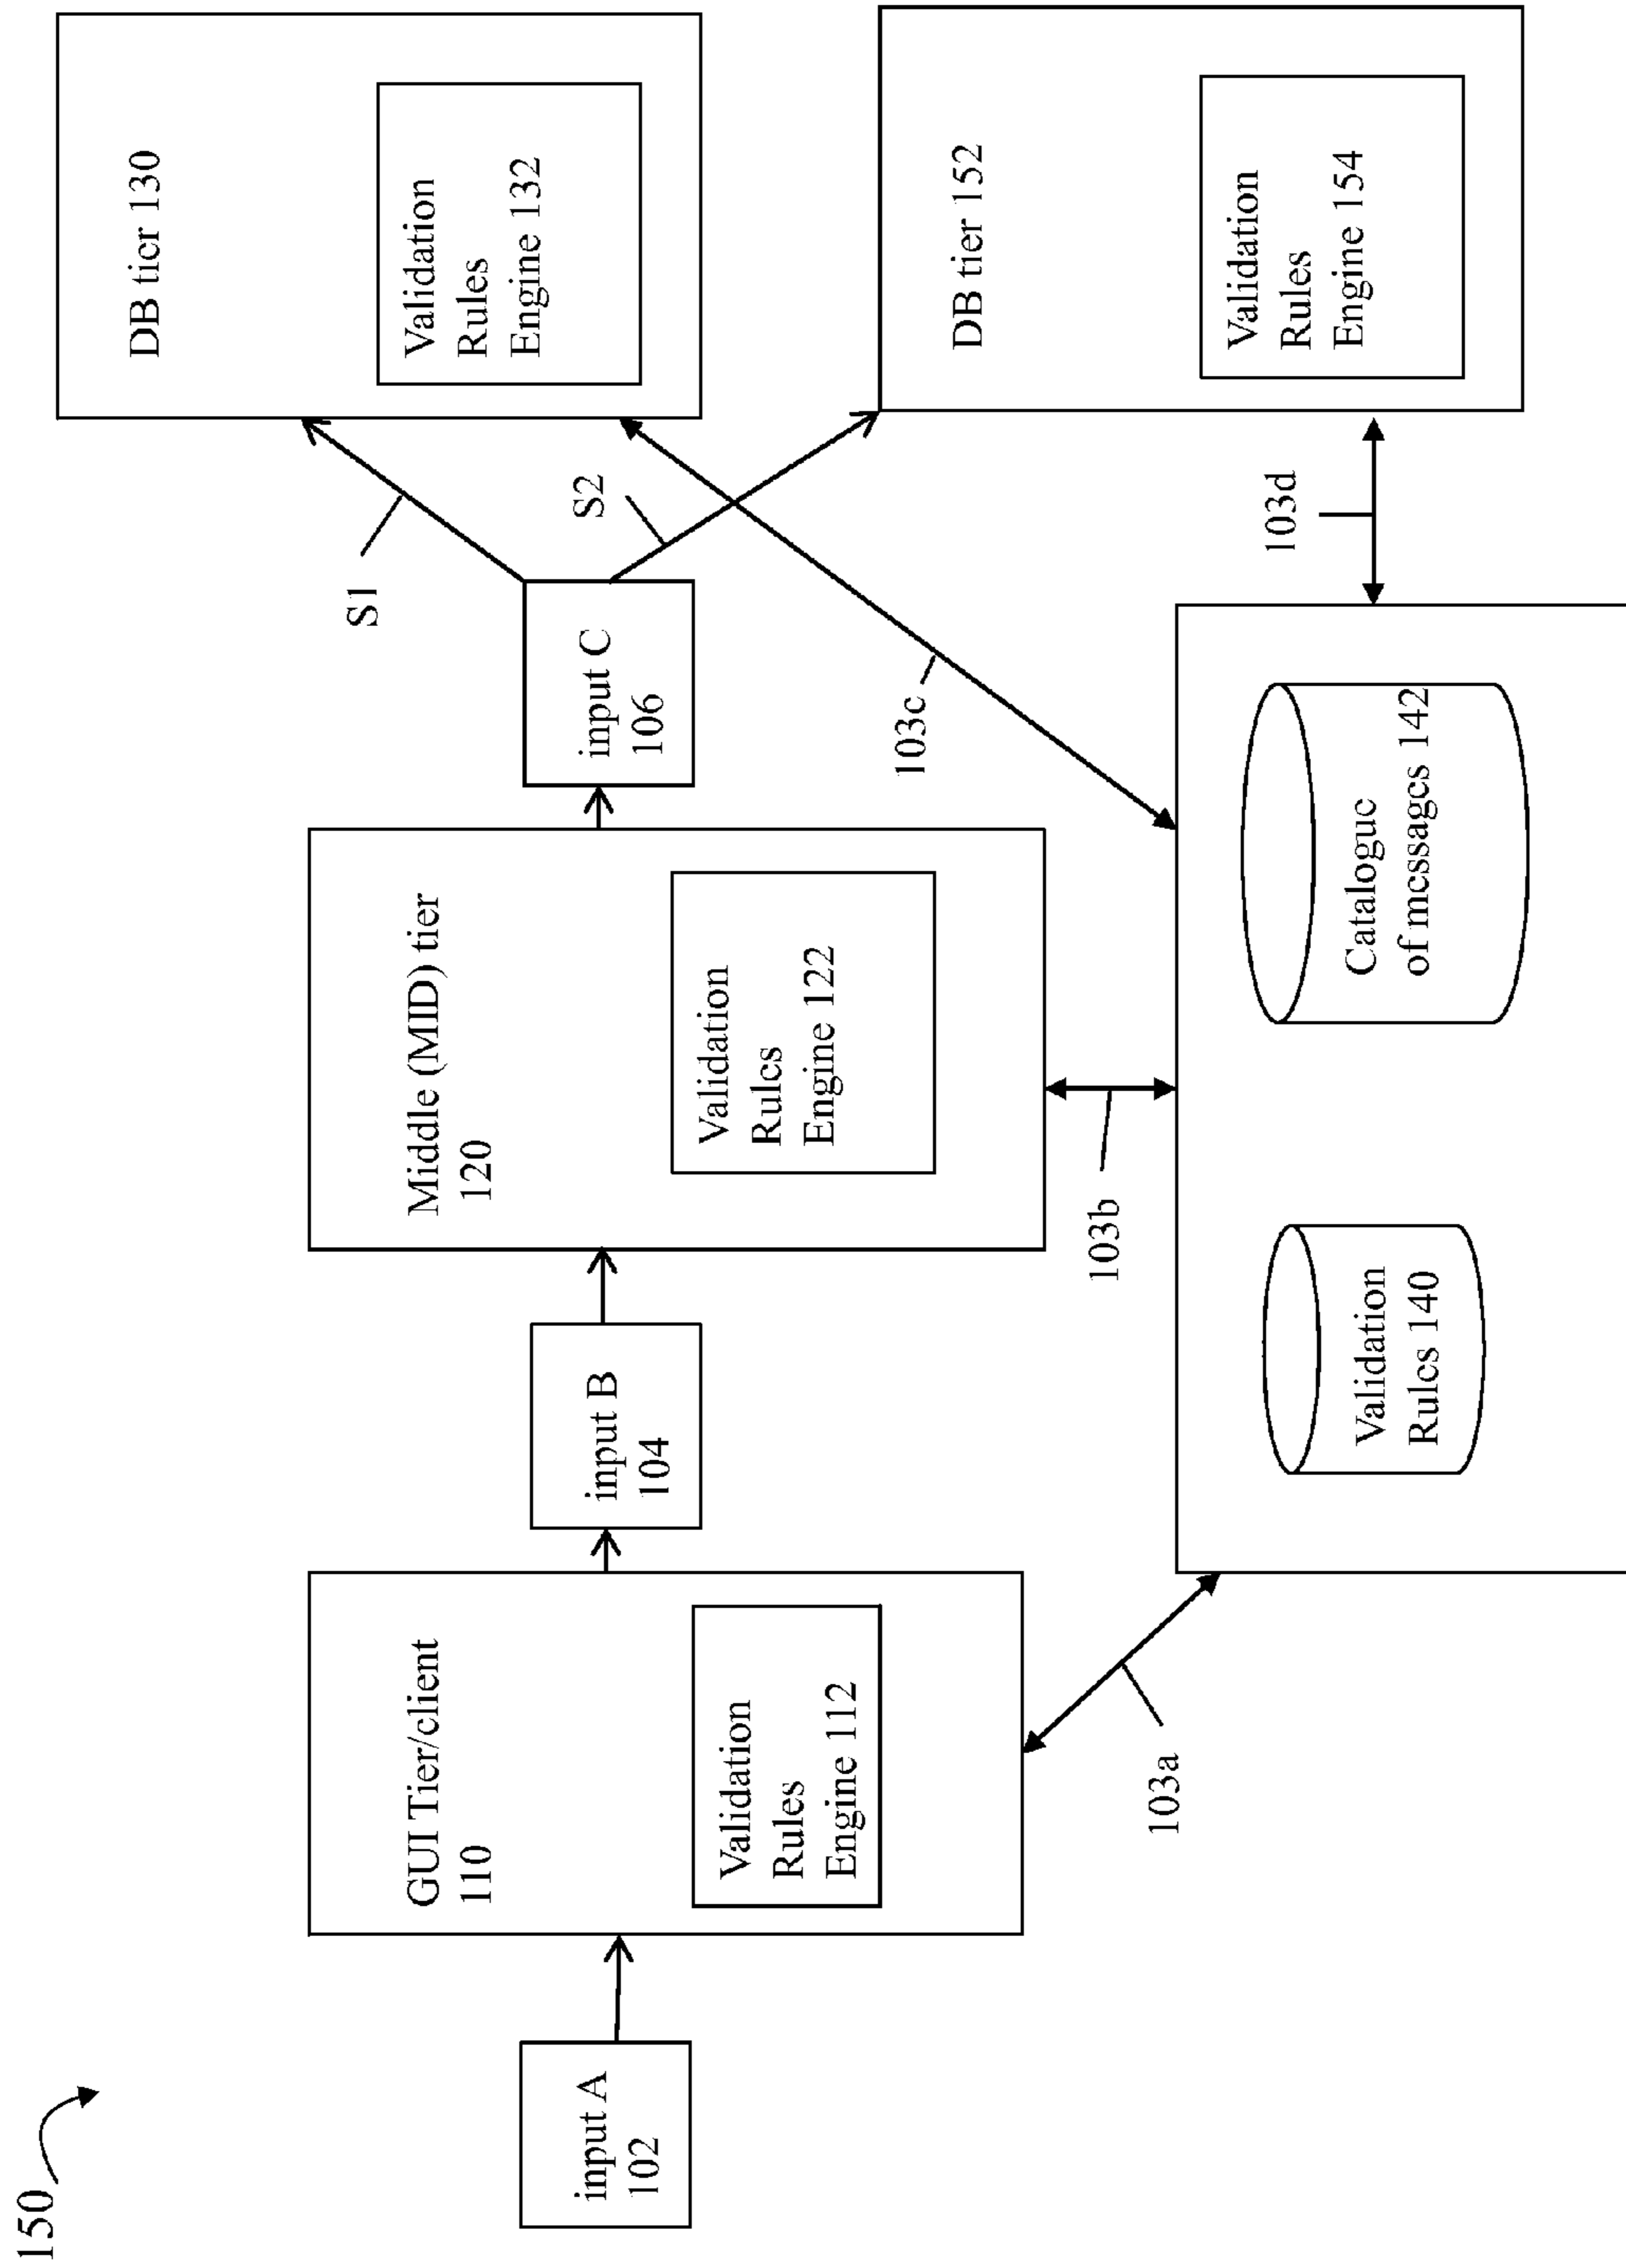 150
input A
102
GUI Tier/client
110
Validation
Rules
Engine 112
input B
104
Middle (MID) tier
120
Validation
Rules
Engine 122
input C
106
S1
S2
DB tier 130
Validation
Rules
Engine 132
DB tier 152
Validation
Rules
Engine 154
103a
103b
103c
103d
Validation
Rules 140
Catalogue
of messages 142